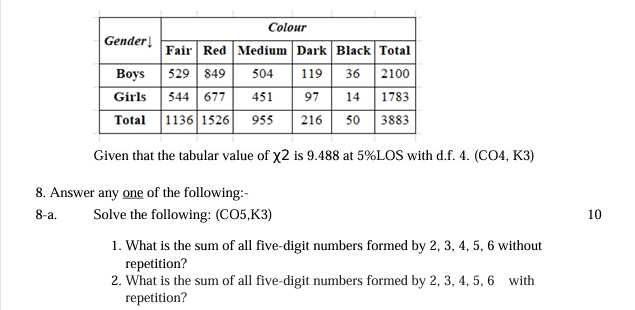 Colour
Gender↓
Fair Red Medium Dark Black Total
Boys 529 849 504 119 36 2100
Girls 544 677 451 97 14 1783
Total 1136 1526 955 216 50 3883
Given that the tabular value of χ2 is 9.488 at 5%LOS with d.f. 4. (CO4, K3)
8. Answer any one of the following:-
8-a. Solve the following: (CO5,K3) 10
1. What is the sum of all five-digit numbers formed by 2, 3, 4, 5, 6 without
repetition?
2. What is the sum of all five-digit numbers formed by 2, 3, 4, 5, 6 with
repetition?